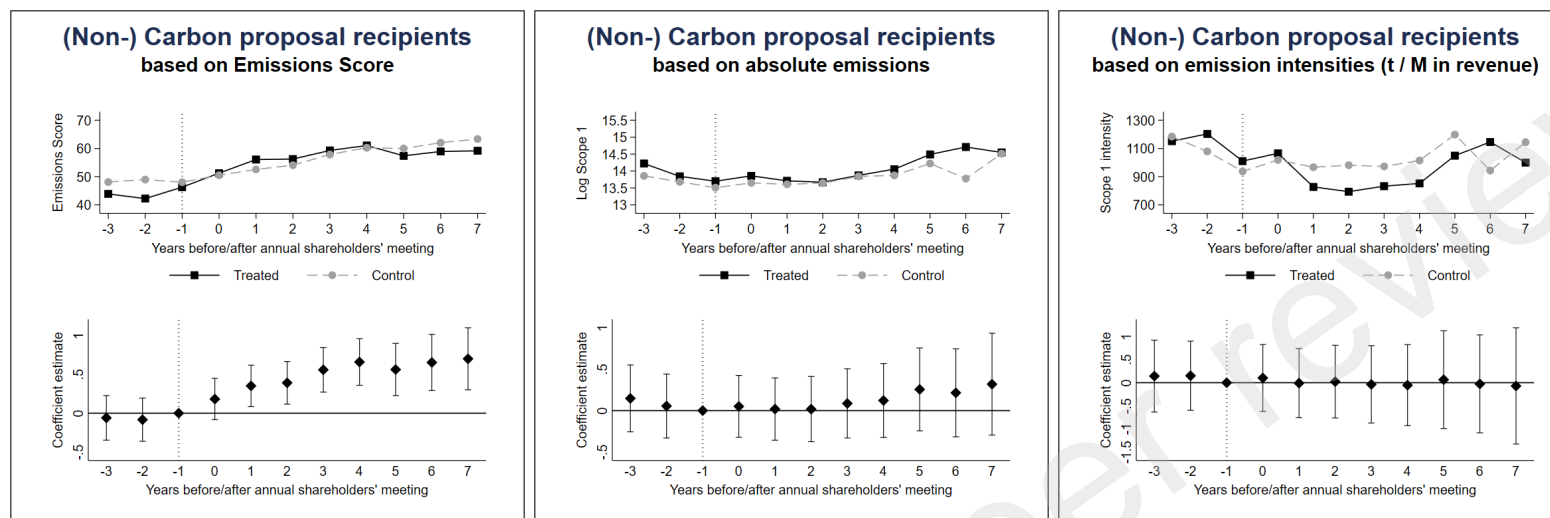 (Non-) Carbon proposal recipients
based on Emissions Score
Emissions Score
70
60
50
40
-3 -2 -1 0 1 2 3 4 5 6 7
Years before/after annual shareholders' meeting
Treated Control
Coefficient estimate
1
.5
0
-.5
-3 -2 -1 0 1 2 3 4 5 6 7
Years before/after annual shareholders' meeting
(Non-) Carbon proposal recipients
based on absolute emissions
Log Scope 1
15.5
15
14.5
14
13.5
13
-3 -2 -1 0 1 2 3 4 5 6 7
Years before/after annual shareholders' meeting
Treated Control
Coefficient estimate
1
.5
0
-.5
-3 -2 -1 0 1 2 3 4 5 6 7
Years before/after annual shareholders' meeting
(Non-) Carbon proposal recipients
based on emission intensities (t / M in revenue)
Scope 1 intensity
1300
1100
900
700
-3 -2 -1 0 1 2 3 4 5 6 7
Years before/after annual shareholders' meeting
Treated Control
Coefficient estimate
1
.5
0
-.5
-1
-1.5
-3 -2 -1 0 1 2 3 4 5 6 7
Years before/after annual shareholders' meeting
er review